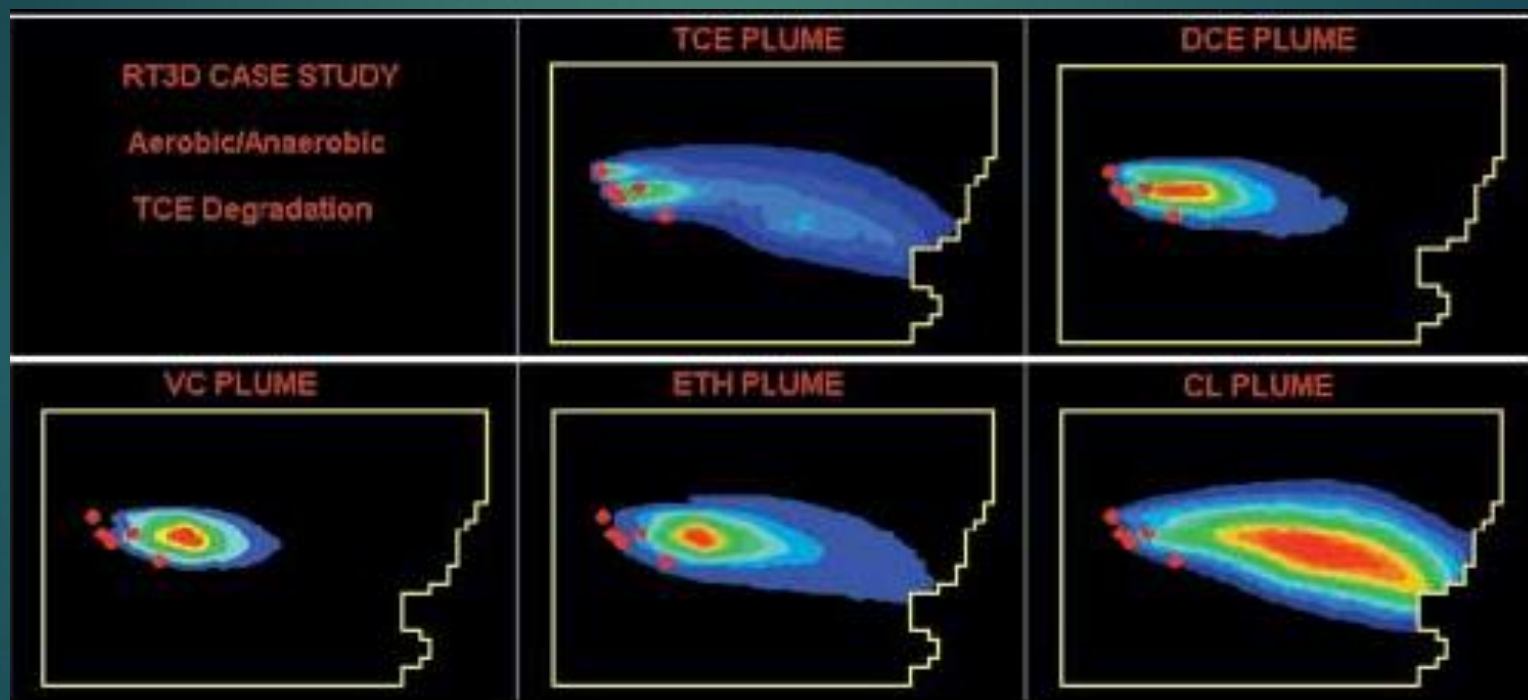 RT3D CASE STUDY
Aerobic/Anaerobic
TCE Degradation
TCE PLUME
DCE PLUME
VC PLUME
ETH PLUME
CL PLUME